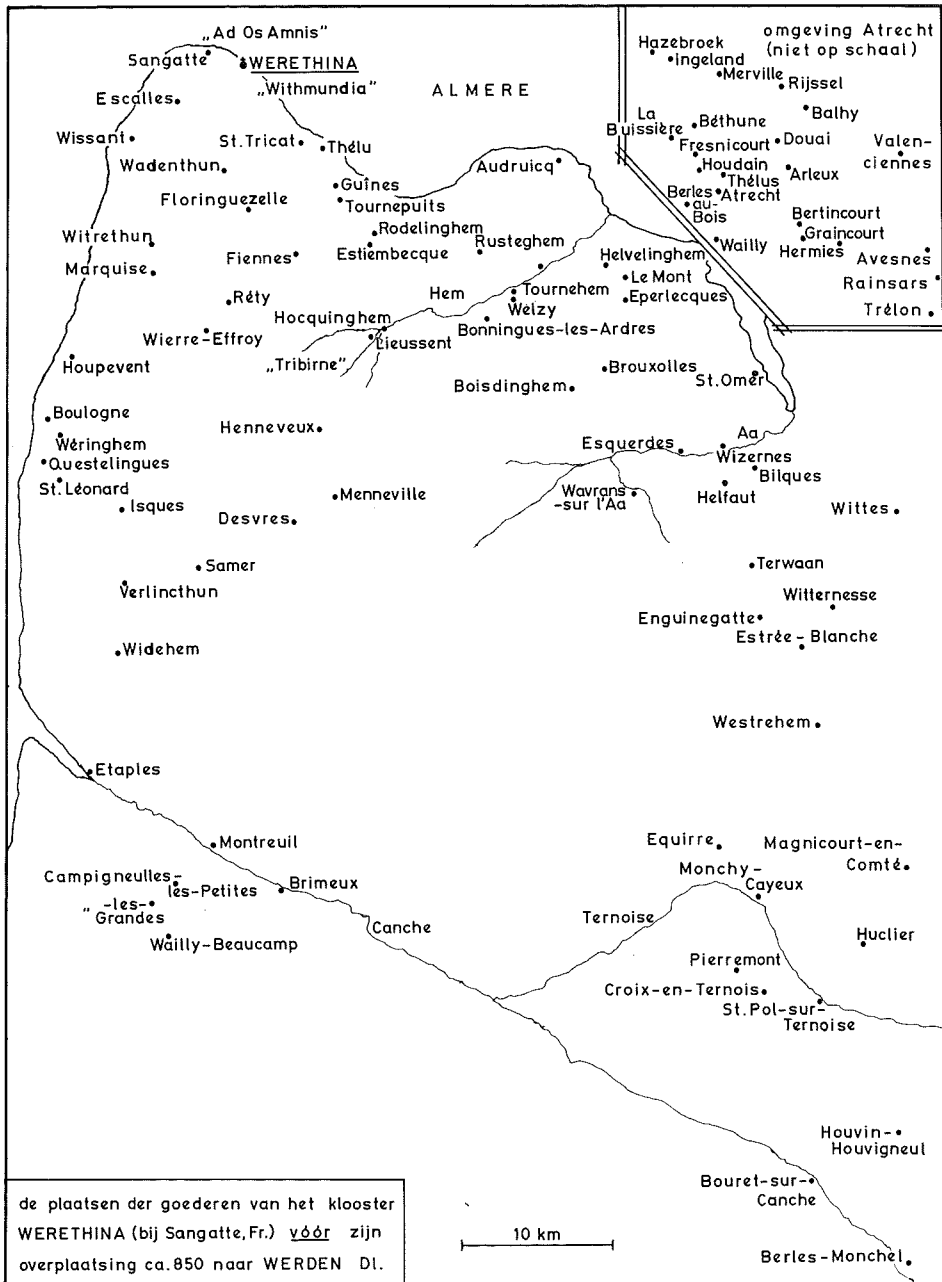 „Ad Os Amnis”
Sangatte
WERETHINA
„Withmundia”
ALMERE
Escalles
Wissant
St.Tricat
Thélu
Wadenthun
Audruicq
Guînes
Tournepuits
Floringuezelle
Rodelinghem
Witrethun
Fiennes
Estiembecque
Rusteghem
Helvelinghem
Marquise
Le Mont
Tournehem
Hem
Eperlecques
Réty
Welzy
Hocquinghem
Bonningues-les-Ardres
Wierre-Effroy
Lieussent
„Tribirne”
Houpevent
Brouxolles
St.Omer
Boisdinghem
Boulogne
Henneveux
Aa
Weringhem
Esquerdes
Wizernes
Questelingues
Bilques
St.Léonard
Menneville
Wavrans
-sur l'Aa
Helfaut
Isques
Desvres
Wittes
Samer
Terwaan
Verlincthun
Witternesse
Enguinegatte
Estrée-Blanche
Widehem
Westrehem
Etaples
Montreuil
Equirre
Magnicourt-en-
Comté
Monchy-
Cayeux
Campigneulles-
les-Petites
Brimeux
„ -les-
Grandes
Canche
Ternoise
Wailly-Beaucamp
Huclier
Pierremont
Croix-en-Ternois
St.Pol-sur-
Ternoise
Houvin-
Houvigneul
Bouret-sur-
Canche
Berles-Monchel
10 km
omgeving Atrecht
(niet op schaal)
Hazebroek
Ingeland
Merville
Rijssel
Balhy
La
Buissière
Béthune
Fresnicourt
Douai
Valen-
ciennes
Houdain
Thélus
Arleux
Berles
au-
Bois
Atrecht
Bertincourt
Graincourt
Hermies
Wailly
Avesnes
Rainsars
Trélon
de plaatsen der goederen van het klooster
WERETHINA (bij Sangatte, Fr.) vóór zijn
overplaatsing ca.850 naar WERDEN Dl.